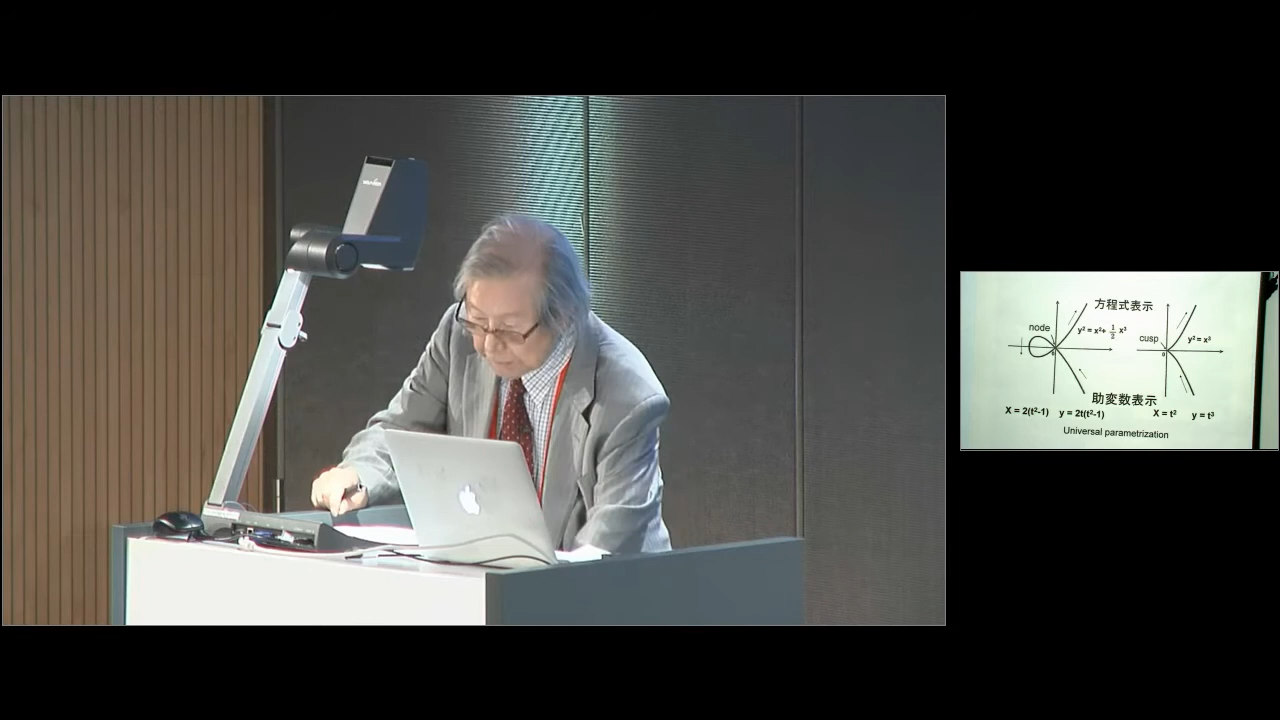 方程式表示
node
y² = x²+ 1/2 x³
cusp
y² = x³
0
0
助変数表示
X = 2(t²-1) y = 2t(t²-1)
X = t² y = t³
Universal parametrization